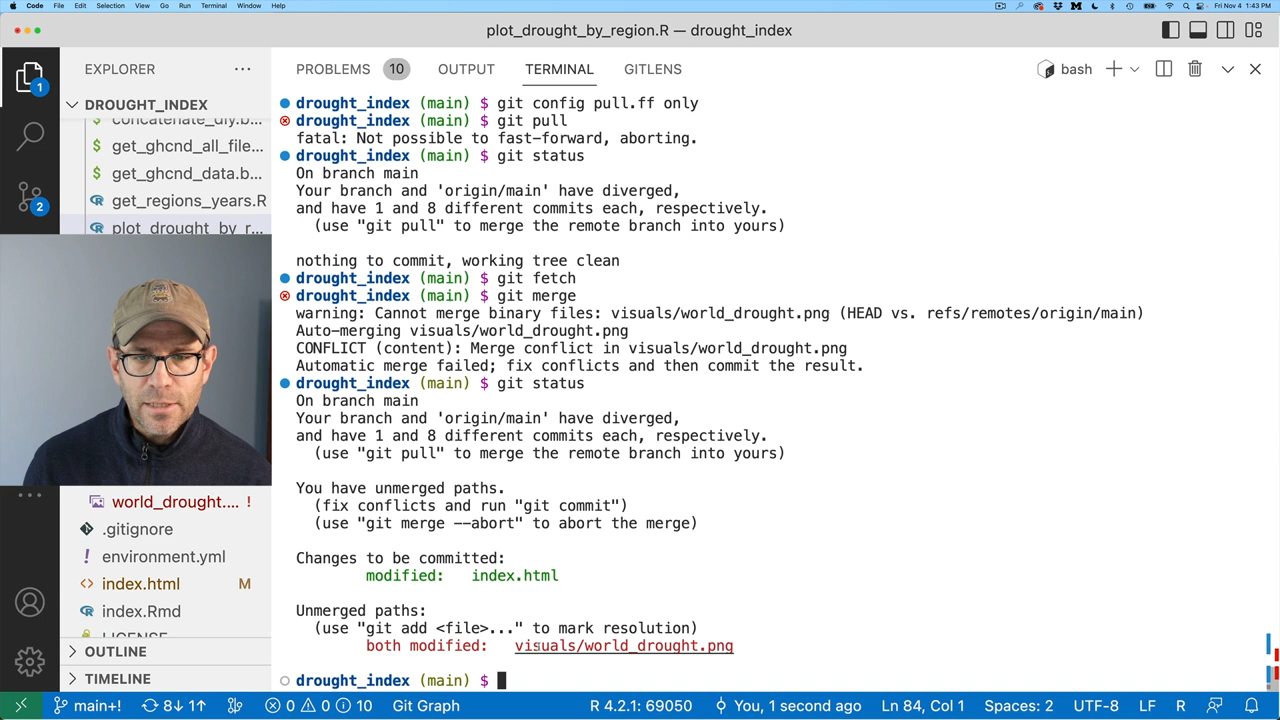 Code File Edit Selection View Go Run Terminal Window Help
Fri Nov 4 1:43 PM
plot_drought_by_region.R — drought_index
EXPLORER
PROBLEMS 10 OUTPUT TERMINAL GITLENS
bash
1
2
DROUGHT_INDEX
concatenate_dly.b...
get_ghcnd_all_file...
get_ghcnd_data.b...
get_regions_years.R
plot_drought_by_r...
world_drought.... !
.gitignore
environment.yml
index.html M
index.Rmd
LICENSE
OUTLINE
TIMELINE
drought_index (main) $ git config pull.ff only
drought_index (main) $ git pull
fatal: Not possible to fast-forward, aborting.
drought_index (main) $ git status
On branch main
Your branch and 'origin/main' have diverged,
and have 1 and 8 different commits each, respectively.
(use "git pull" to merge the remote branch into yours)
nothing to commit, working tree clean
drought_index (main) $ git fetch
drought_index (main) $ git merge
warning: Cannot merge binary files: visuals/world_drought.png (HEAD vs. refs/remotes/origin/main)
Auto-merging visuals/world_drought.png
CONFLICT (content): Merge conflict in visuals/world_drought.png
Automatic merge failed; fix conflicts and then commit the result.
drought_index (main) $ git status
On branch main
Your branch and 'origin/main' have diverged,
and have 1 and 8 different commits each, respectively.
(use "git pull" to merge the remote branch into yours)
You have unmerged paths.
(fix conflicts and run "git commit")
(use "git merge --abort" to abort the merge)
Changes to be committed:
modified: index.html
Unmerged paths:
(use "git add <file>..." to mark resolution)
both modified: visuals/world_drought.png
drought_index (main) $
main+! 8↓ 1↑ 0 0 10 Git Graph R 4.2.1: 69050 You, 1 second ago Ln 84, Col 1 Spaces: 2 UTF-8 LF R